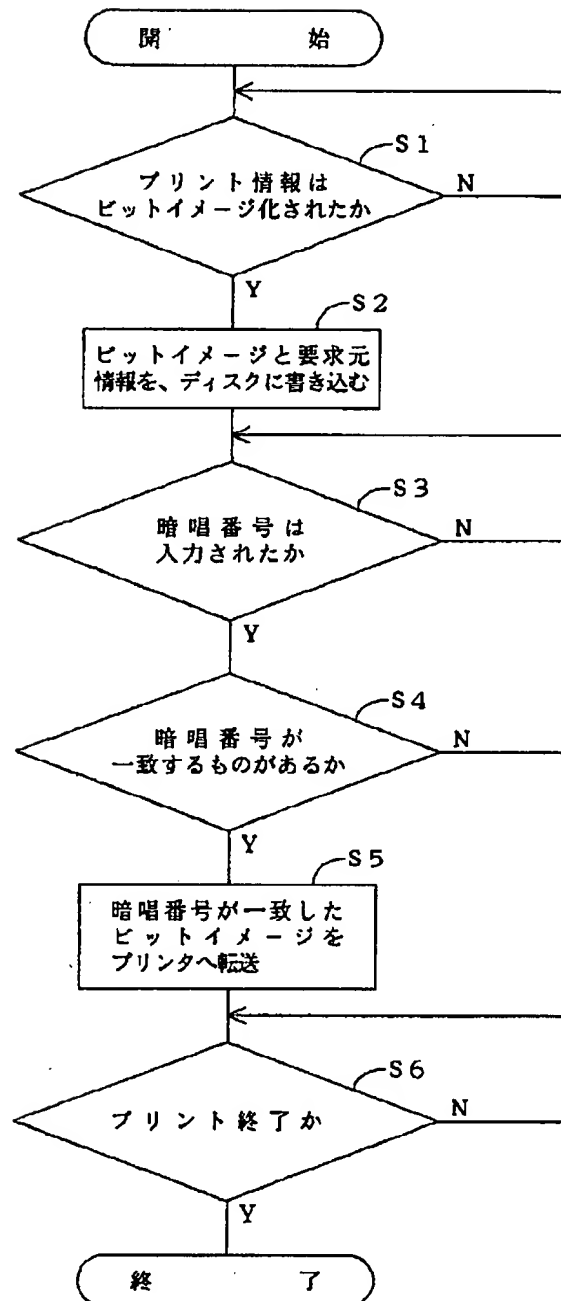 開 始
S1
プリント情報は
ビットイメージ化されたか
N
Y
S2
ビットイメージと要求元
情報を、ディスクに書き込む
S3
暗唱番号は
入力されたか
N
Y
S4
暗唱番号が
一致するものがあるか
N
Y
S5
暗唱番号が一致した
ビットイメージを
プリンタへ転送
S6
プリント終了か
N
Y
終 了